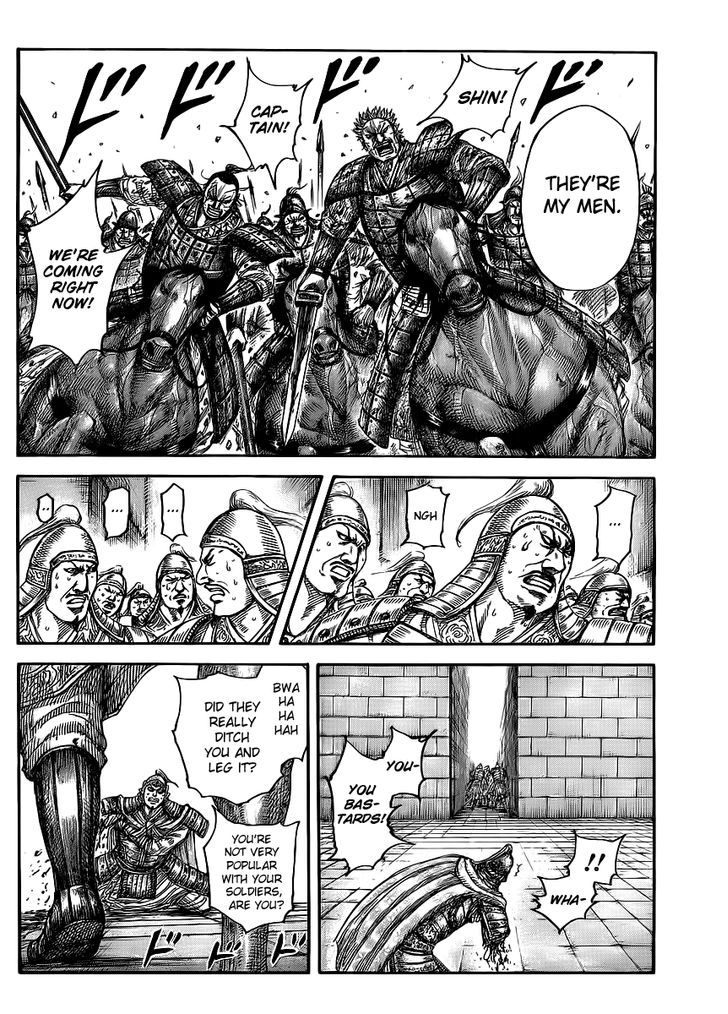 THEY'RE
MY MEN.
ド
SHIN!
ド
ド
CAP-
TAIN!
ド
WE'RE
COMING
RIGHT
NOW!
...
NGH
...
...
..
!!
WHA-
YOU-
YOU
BAS-
TARDS!
BWA
HA
HA
HAH
DID THEY
REALLY
DITCH
YOU AND
LEG IT?
YOU'RE
NOT VERY
POPULAR
WITH YOUR
SOLDIERS,
ARE YOU?
ド
ド
ド